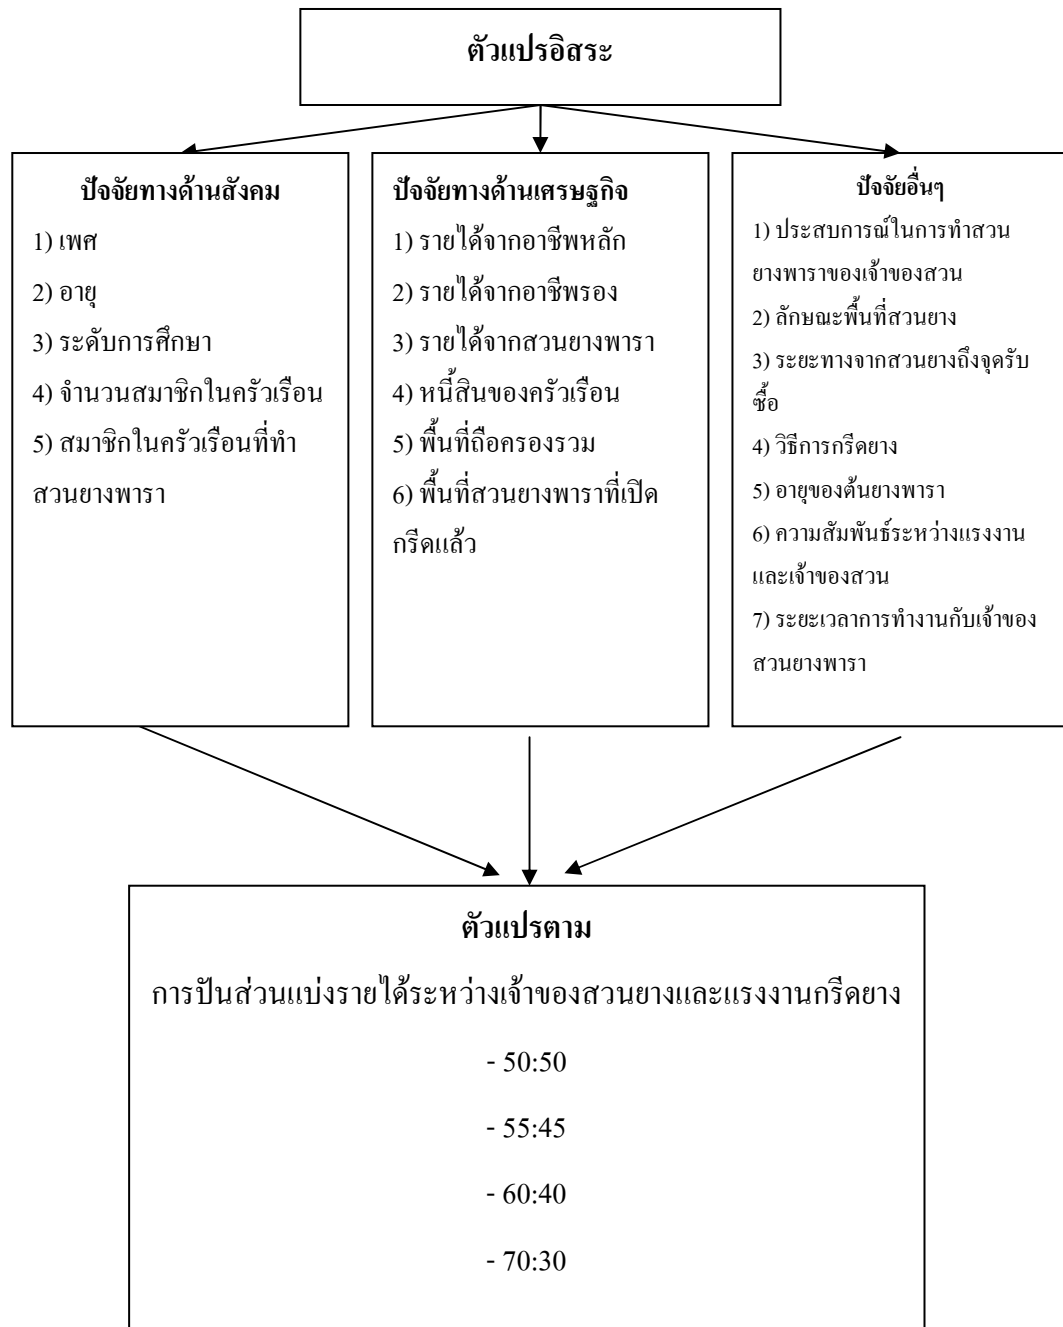 ตัวแปรอิสระ
ปัจจัยทางด้านสังคม
1) เพศ
2) อายุ
3) ระดับการศึกษา
4) จำนวนสมาชิกในครัวเรือน
5) สมาชิกในครัวเรือนที่ทำ
สวนยางพารา
ปัจจัยทางด้านเศรษฐกิจ
1) รายได้จากอาชีพหลัก
2) รายได้จากอาชีพรอง
3) รายได้จากสวนยางพารา
4) หนี้สินของครัวเรือน
5) พื้นที่ถือครองรวม
6) พื้นที่สวนยางพาราที่เปิด
กรีดแล้ว
ปัจจัยอื่นๆ
1) ประสบการณ์ในการทำสวน
ยางพาราของเจ้าของสวน
2) ลักษณะพื้นที่สวนยาง
3) ระยะทางจากสวนยางถึงจุดรับ
ซื้อ
4) วิธีการกรีดยาง
5) อายุของต้นยางพารา
6) ความสัมพันธ์ระหว่างแรงงาน
และเจ้าของสวน
7) ระยะเวลาการทำงานกับเจ้าของ
สวนยางพารา
ตัวแปรตาม
การปันส่วนแบ่งรายได้ระหว่างเจ้าของสวนยางและแรงงานกรีดยาง
- 50:50
- 55:45
- 60:40
- 70:30